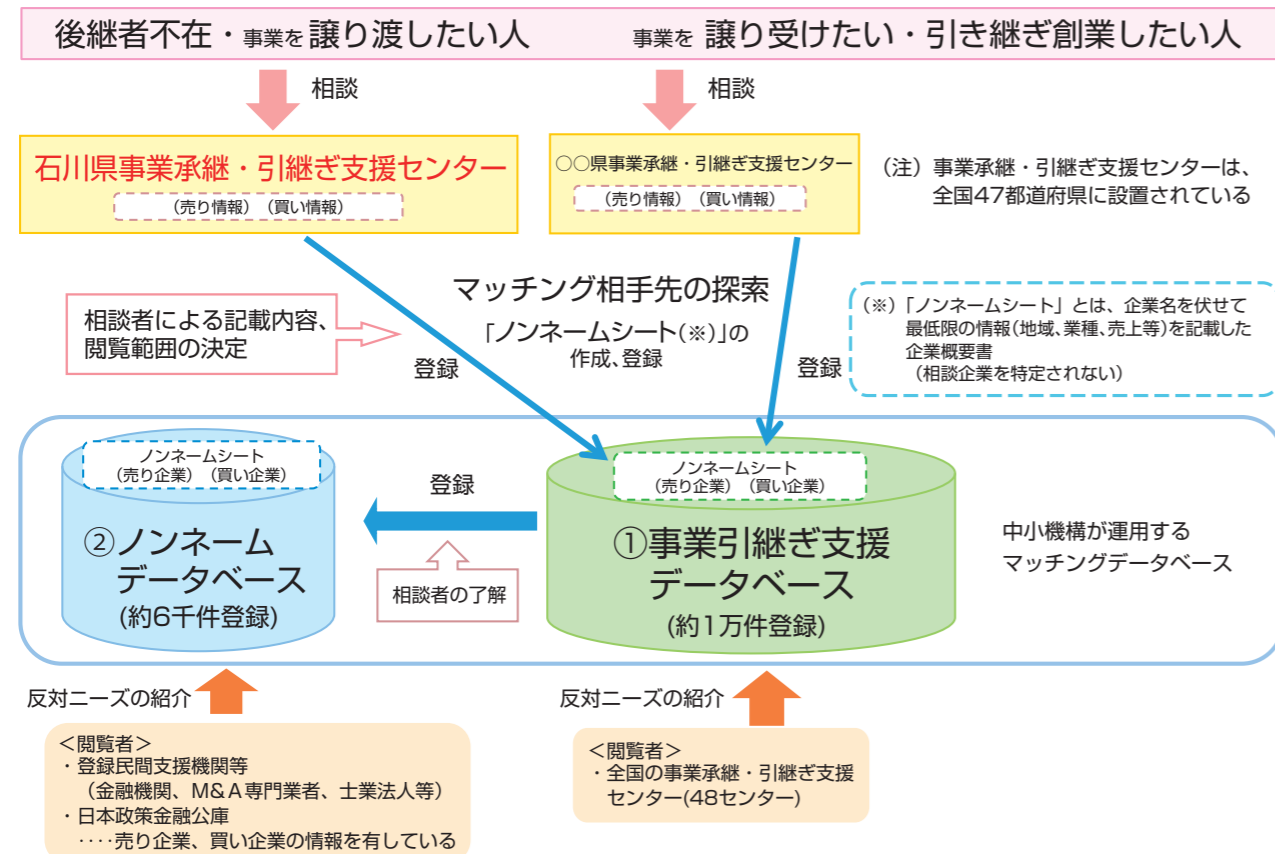 後継者不在・事業を譲り渡したい人
事業を 譲り受けたい・引き継ぎ創業したい人
相談
相談
石川県事業承継・引継ぎ支援センター
(売り情報) (買い情報)
○○県事業承継・引継ぎ支援センター
(売り情報) (買い情報)
(注) 事業承継・引継ぎ支援センターは、
全国47都道府県に設置されている
マッチング相手先の探索
「ノンネームシート(※)」の
作成、登録
相談者による記載内容、
閲覧範囲の決定
登録
登録
(※)「ノンネームシート」とは、企業名を伏せて
最低限の情報(地域、業種、売上等)を記載した
企業概要書
(相談企業を特定されない)
ノンネームシート
(売り企業) (買い企業)
②ノンネーム
データベース
(約6千件登録)
登録
相談者の了解
ノンネームシート
(売り企業) (買い企業)
①事業引継ぎ支援
データベース
(約1万件登録)
中小機構が運用する
マッチングデータベース
反対ニーズの紹介
反対ニーズの紹介
<閲覧者>
・登録民間支援機関等
(金融機関、M&A専門業者、士業法人等)
・日本政策金融公庫
‥‥売り企業、買い企業の情報を有している
<閲覧者>
・全国の事業承継・引継ぎ支援
センター(48センター)